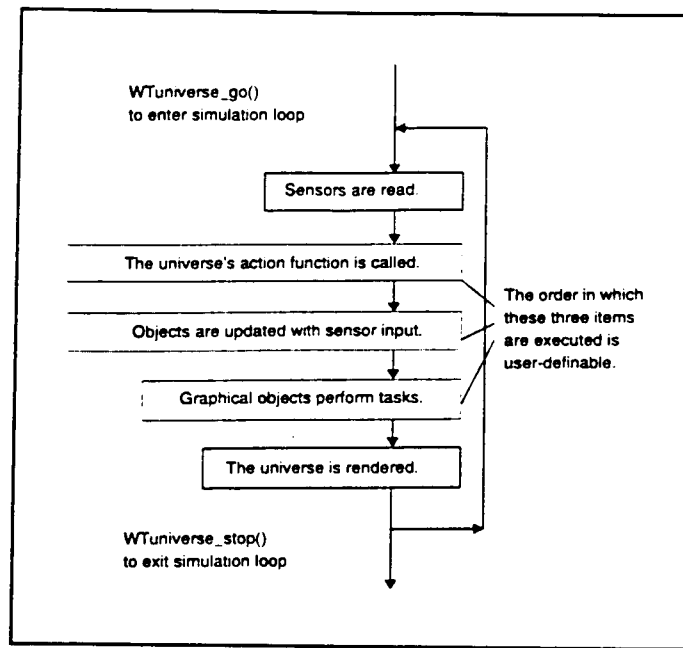 WTuniverse_go()
to enter simulation loop
Sensors are read.
The universe's action function is called.
Objects are updated with sensor input.
Graphical objects perform tasks.
The universe is rendered.
The order in which
these three items
are executed is
user-definable.
WTuniverse_stop()
to exit simulation loop